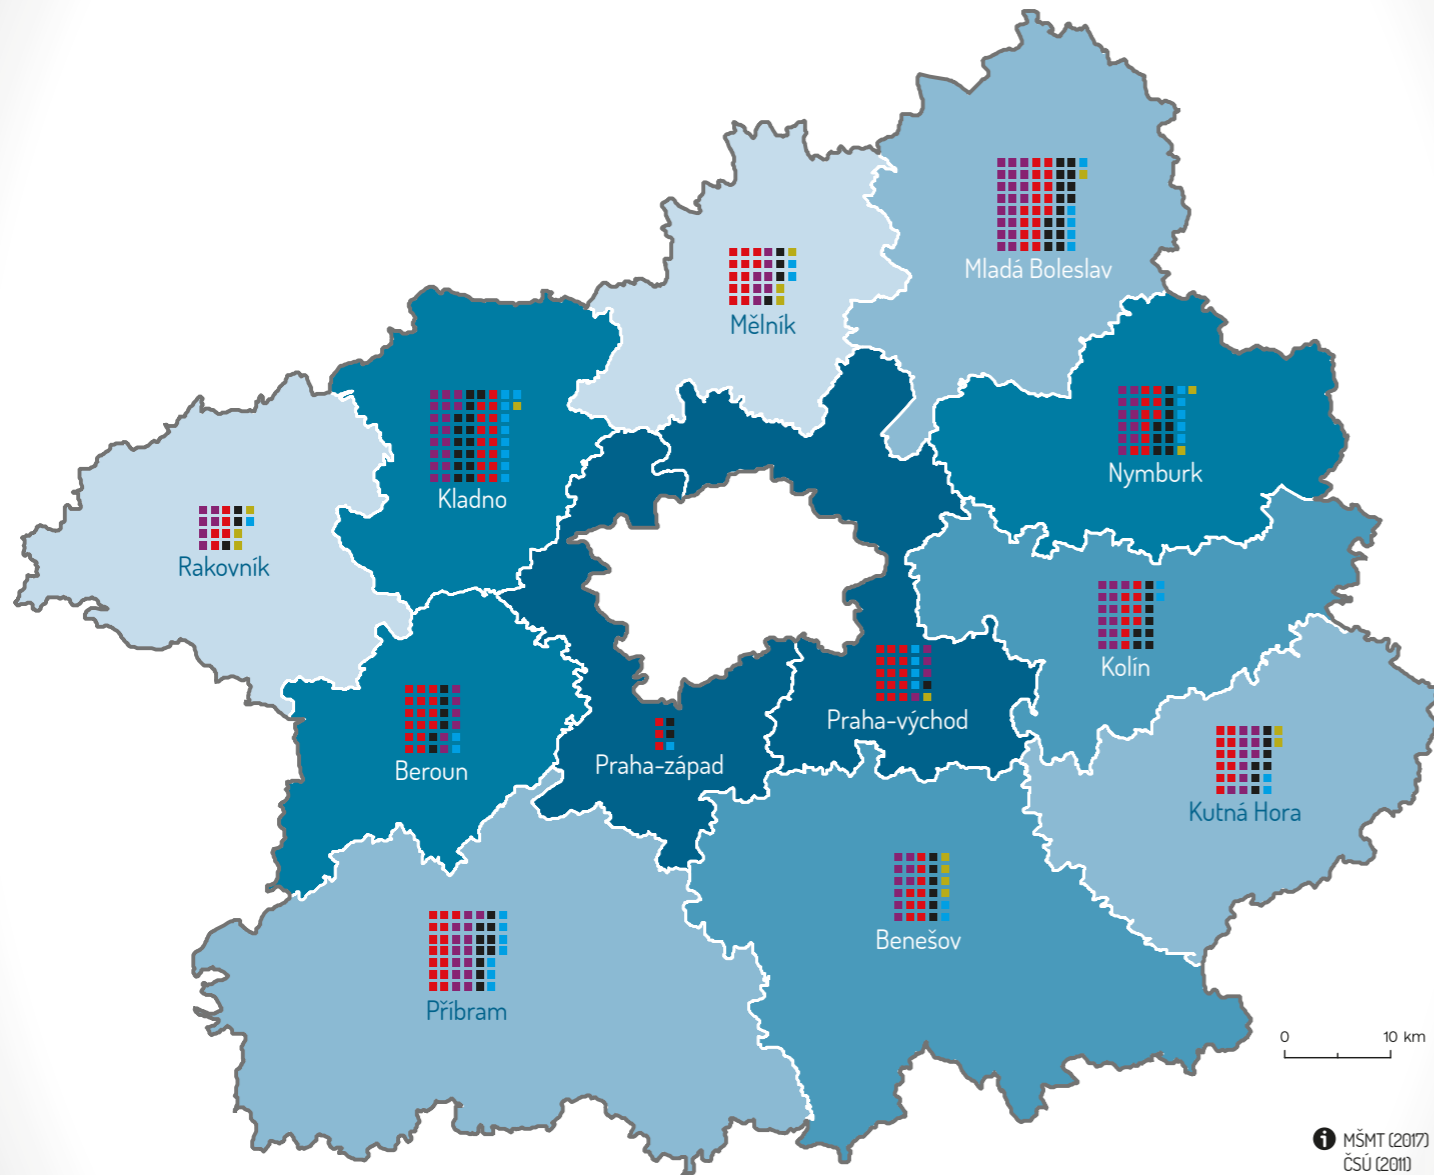 Mladá Boleslav
Mělník
Kladno
Nymburk
Rakovník
Kolín
Praha-východ
Praha-západ
Beroun
Kutná Hora
Benešov
Příbram
0 10 km
i MŠMT (2017)
ČSÚ (2011)